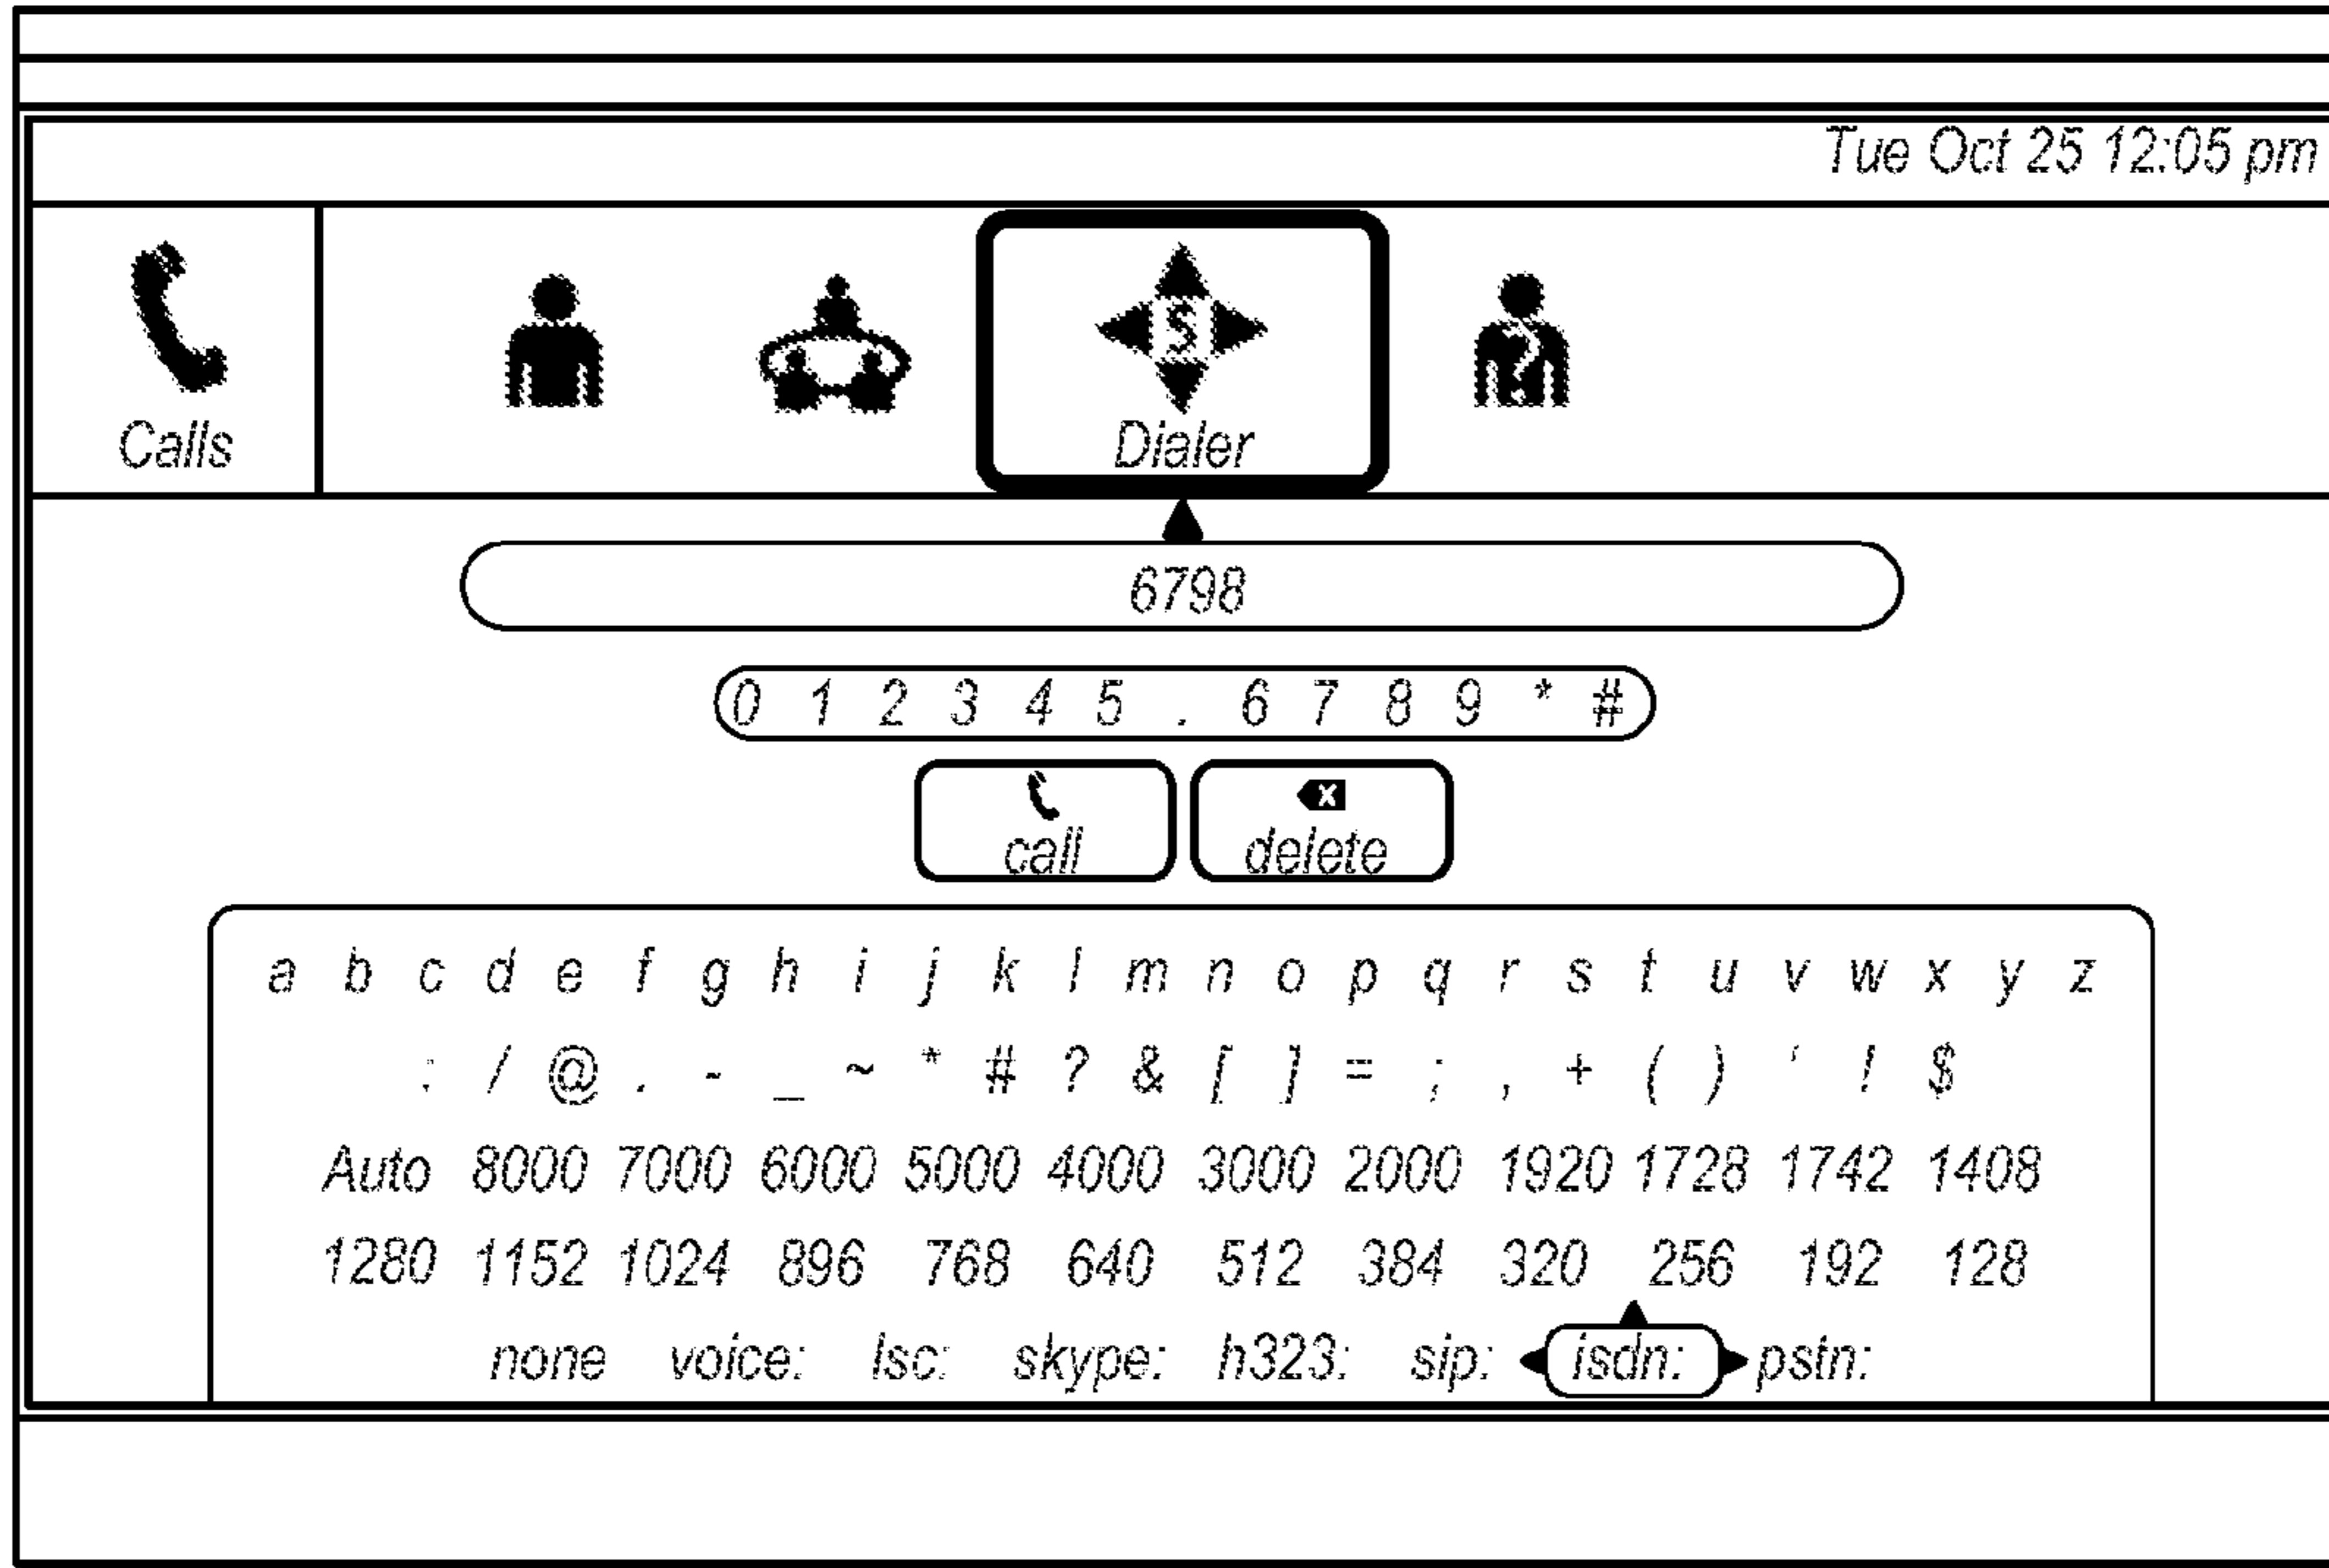 Tue Oct 25 12:05 pm
Calls
S
Dialer
6798
0 1 2 3 4 5 . 6 7 8 9 * #
call
delete
a b c d e f g h i j k l m n o p q r s t u v w x y z
: / @ . - _ ~ * # ? & [ ] = ; , + ( ) ' ! $
Auto 8000 7000 6000 5000 4000 3000 2000 1920 1728 1742 1408
1280 1152 1024 896 768 640 512 384 320 256 192 128
none voice: lsc: skype: h323: sip: isdn: pstn: